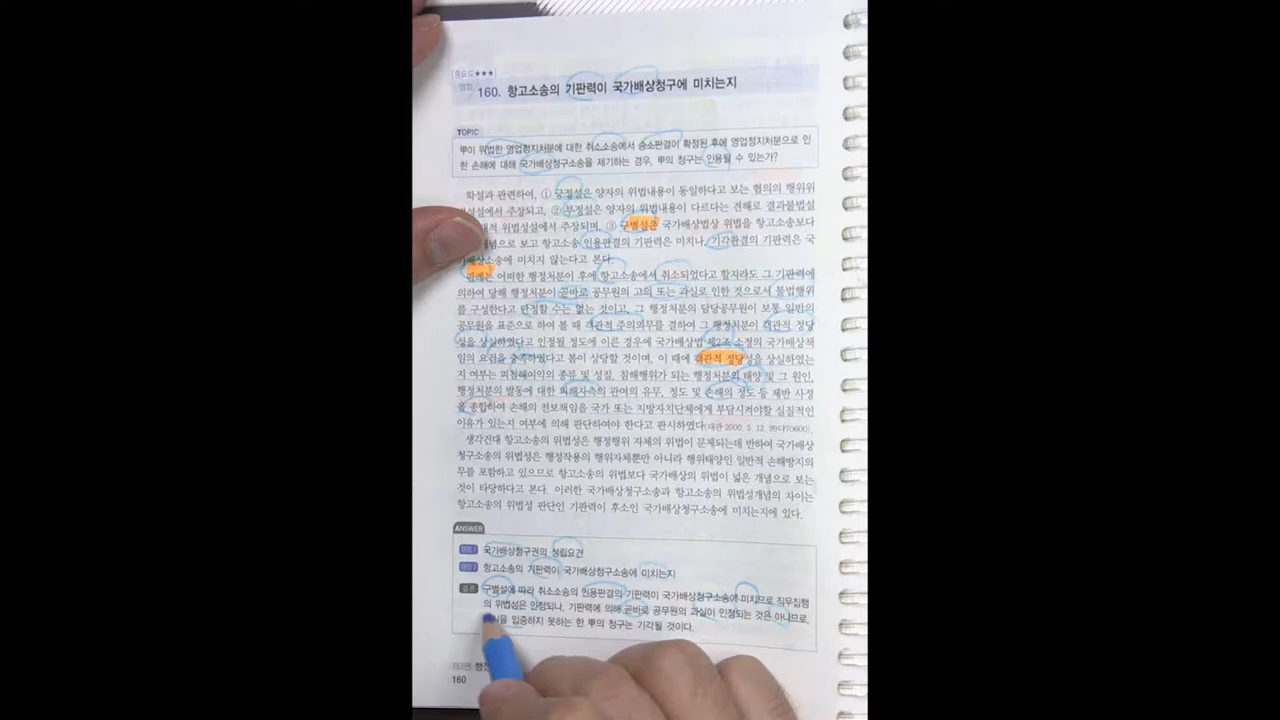 [중요도★★★]
쟁점
160. 항고소송의 기판력이 국가배상청구에 미치는지
TOPIC
甲이 위법한 영업정지처분에 대한 취소소송에서 승소판결이 확정된 후에 영업정지처분으로 인
한 손해에 대해 국가배상청구소송을 제기하는 경우, 甲의 청구는 인용될 수 있는가?
학설과 관련하여, ① 긍정설은 양자의 위법내용이 동일하다고 보는 협의의 행위위
법성설에서 주장되고, ② 부정설은 양자의 위법내용이 다르다는 견해로 결과불법설
위법성설에서 주장되며, ③ 구별설은 국가배상법상 위법을 항고소송보다
개념으로 보고 항고소송 인용판결의 기판력은 미치나, 기각판결의 기판력은 국
가배상소송에 미치지 않는다고 본다.
판례는 어떠한 행정처분이 후에 항고소송에서 취소되었다고 할지라도 그 기판력에
의하여 당해 행정처분이 곧바로 공무원의 고의 또는 과실로 인한 것으로서 불법행위
를 구성한다고 단정할 수는 없는 것이고, 그 행정처분의 담당공무원이 보통 일반의
공무원을 표준으로 하여 볼 때 객관적 주의의무를 결하여 그 행정처분이 객관적 정당
성을 상실하였다고 인정될 정도에 이른 경우에 국가배상법 제2조 소정의 국가배상책
임의 요건을 충족하였다고 봄이 상당할 것이며, 이 때에 객관적 정당성을 상실하였는
지 여부는 피침해이익의 종류 및 성질, 침해행위가 되는 행정처분의 태양 및 그 원인,
행정처분의 발동에 대한 피해자측의 관여의 유무, 정도 및 손해의 정도 등 제반 사정
을 종합하여 손해의 전보책임을 국가 또는 지방자치단체에게 부담시켜야할 실질적인
이유가 있는지 여부에 의해 판단하여야 한다고 판시하였다(대판 2000. 5. 12. 99다70600).
생각건대 항고소송의 위법성은 행정행위 자체의 위법이 문제되는데 반하여 국가배상
청구소송의 위법성은 행정작용의 행위자체뿐만 아니라 행위태양인 일반적 손해방지의
무를 포함하고 있으므로 항고소송의 위법보다 국가배상의 위법이 넓은 개념으로 보는
것이 타당하다고 본다. 이러한 국가배상청구소송과 항고소송의 위법성개념의 차이는
항고소송의 위법성 판단인 기판력이 후소인 국가배상청구소송에 미치는지에 있다.
ANSWER
쟁점1 국가배상청구권의 성립요건
쟁점2 항고소송의 기판력이 국가배상청구소송에 미치는지
결론 구별설에 따라 취소소송의 인용판결의 기판력이 국가배상청구소송에 미치므로 직무집행
의 위법성은 인정되나, 기판력에 의해 곧바로 공무원의 과실이 인정되는 것은 아니므로,
입증하지 못하는 한 甲의 청구는 기각될 것이다.
행정
160